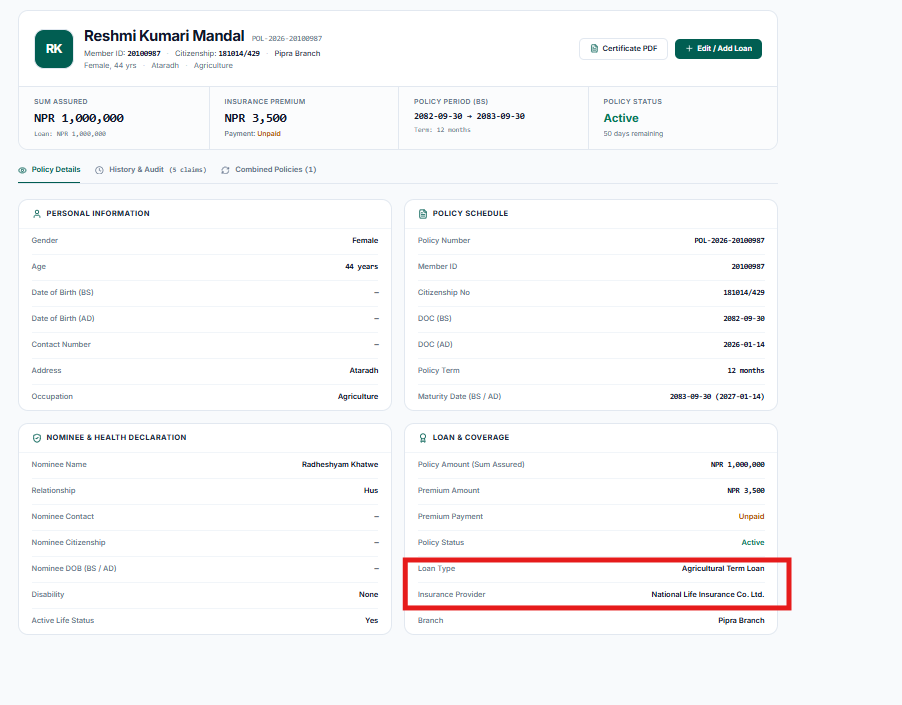 RK
Reshmi Kumari Mandal POL-2026-20100987
Member ID: 20100987 · Citizenship: 181014/429 · Pipra Branch
Female, 44 yrs · Ataradh · Agriculture
Certificate PDF
+ Edit / Add Loan
SUM ASSURED
NPR 1,000,000
Loan: NPR 1,000,000
INSURANCE PREMIUM
NPR 3,500
Payment: Unpaid
POLICY PERIOD (BS)
2082-09-30 → 2083-09-30
Term: 12 months
POLICY STATUS
Active
50 days remaining
Policy Details
History & Audit (5 claims)
Combined Policies (1)
PERSONAL INFORMATION
Gender Female
Age 44 years
Date of Birth (BS) —
Date of Birth (AD) —
Contact Number —
Address Ataradh
Occupation Agriculture
POLICY SCHEDULE
Policy Number POL-2026-20100987
Member ID 20100987
Citizenship No 181014/429
DOC (BS) 2082-09-30
DOC (AD) 2026-01-14
Policy Term 12 months
Maturity Date (BS / AD) 2083-09-30 (2027-01-14)
NOMINEE & HEALTH DECLARATION
Nominee Name Radheshyam Khatwe
Relationship Hus
Nominee Contact —
Nominee Citizenship —
Nominee DOB (BS / AD) —
Disability None
Active Life Status Yes
LOAN & COVERAGE
Policy Amount (Sum Assured) NPR 1,000,000
Premium Amount NPR 3,500
Premium Payment Unpaid
Policy Status Active
Loan Type Agricultural Term Loan
Insurance Provider National Life Insurance Co. Ltd.
Branch Pipra Branch